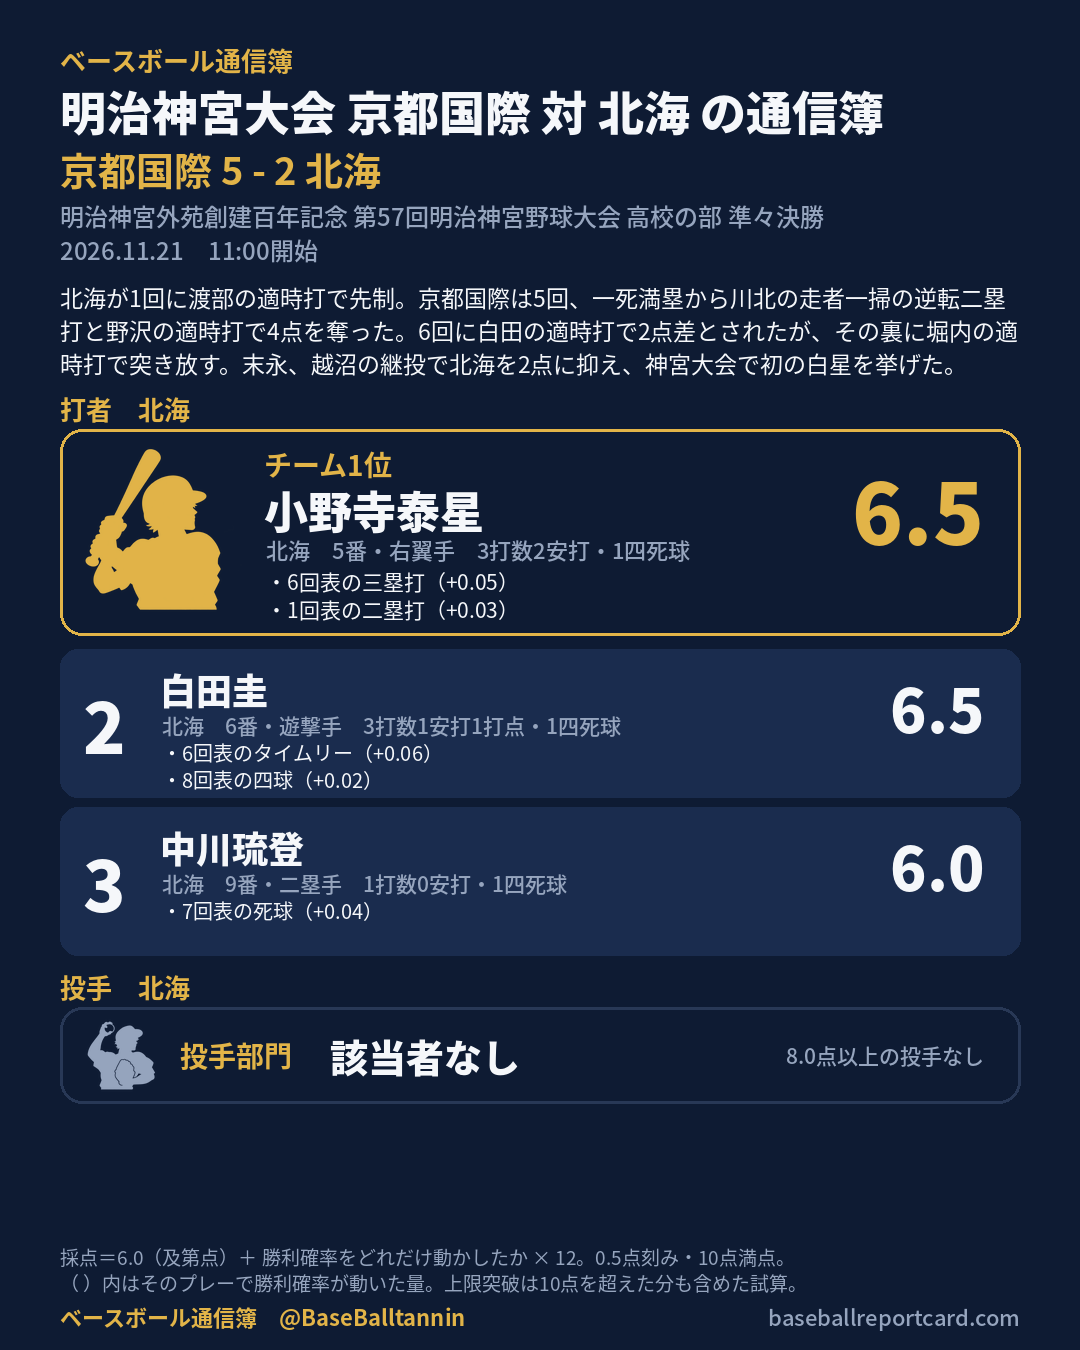 ベースボール通信簿
明治神宮大会 京都国際 対 北海 の通信簿
京都国際 5 - 2 北海
明治神宮外苑創建百年記念 第57回明治神宮野球大会 高校の部 準々決勝
2026.11.21　11:00開始
北海が1回に渡部の適時打で先制。京都国際は5回、一死満塁から川北の走者一掃の逆転二塁
打と野沢の適時打で4点を奪った。6回に白田の適時打で2点差とされたが、その裏に堀内の適
時打で突き放す。末永、越沼の継投で北海を2点に抑え、神宮大会で初の白星を挙げた。
打者　北海
チーム1位
小野寺泰星
北海　5番・右翼手　3打数2安打・1四死球
・6回表の三塁打（+0.05）
・1回表の二塁打（+0.03）
6.5
2
白田圭
北海　6番・遊撃手　3打数1安打1打点・1四死球
・6回表のタイムリー（+0.06）
・8回表の四球（+0.02）
6.5
3
中川琉登
北海　9番・二塁手　1打数0安打・1四死球
・7回表の死球（+0.04）
6.0
投手　北海
投手部門　該当者なし　8.0点以上の投手なし
採点＝6.0（及第点）＋ 勝利確率をどれだけ動かしたか × 12。0.5点刻み・10点満点。
（ ）内はそのプレーで勝利確率が動いた量。上限突破は10点を超えた分も含めた試算。
ベースボール通信簿　@BaseBalltannin　baseballreportcard.com